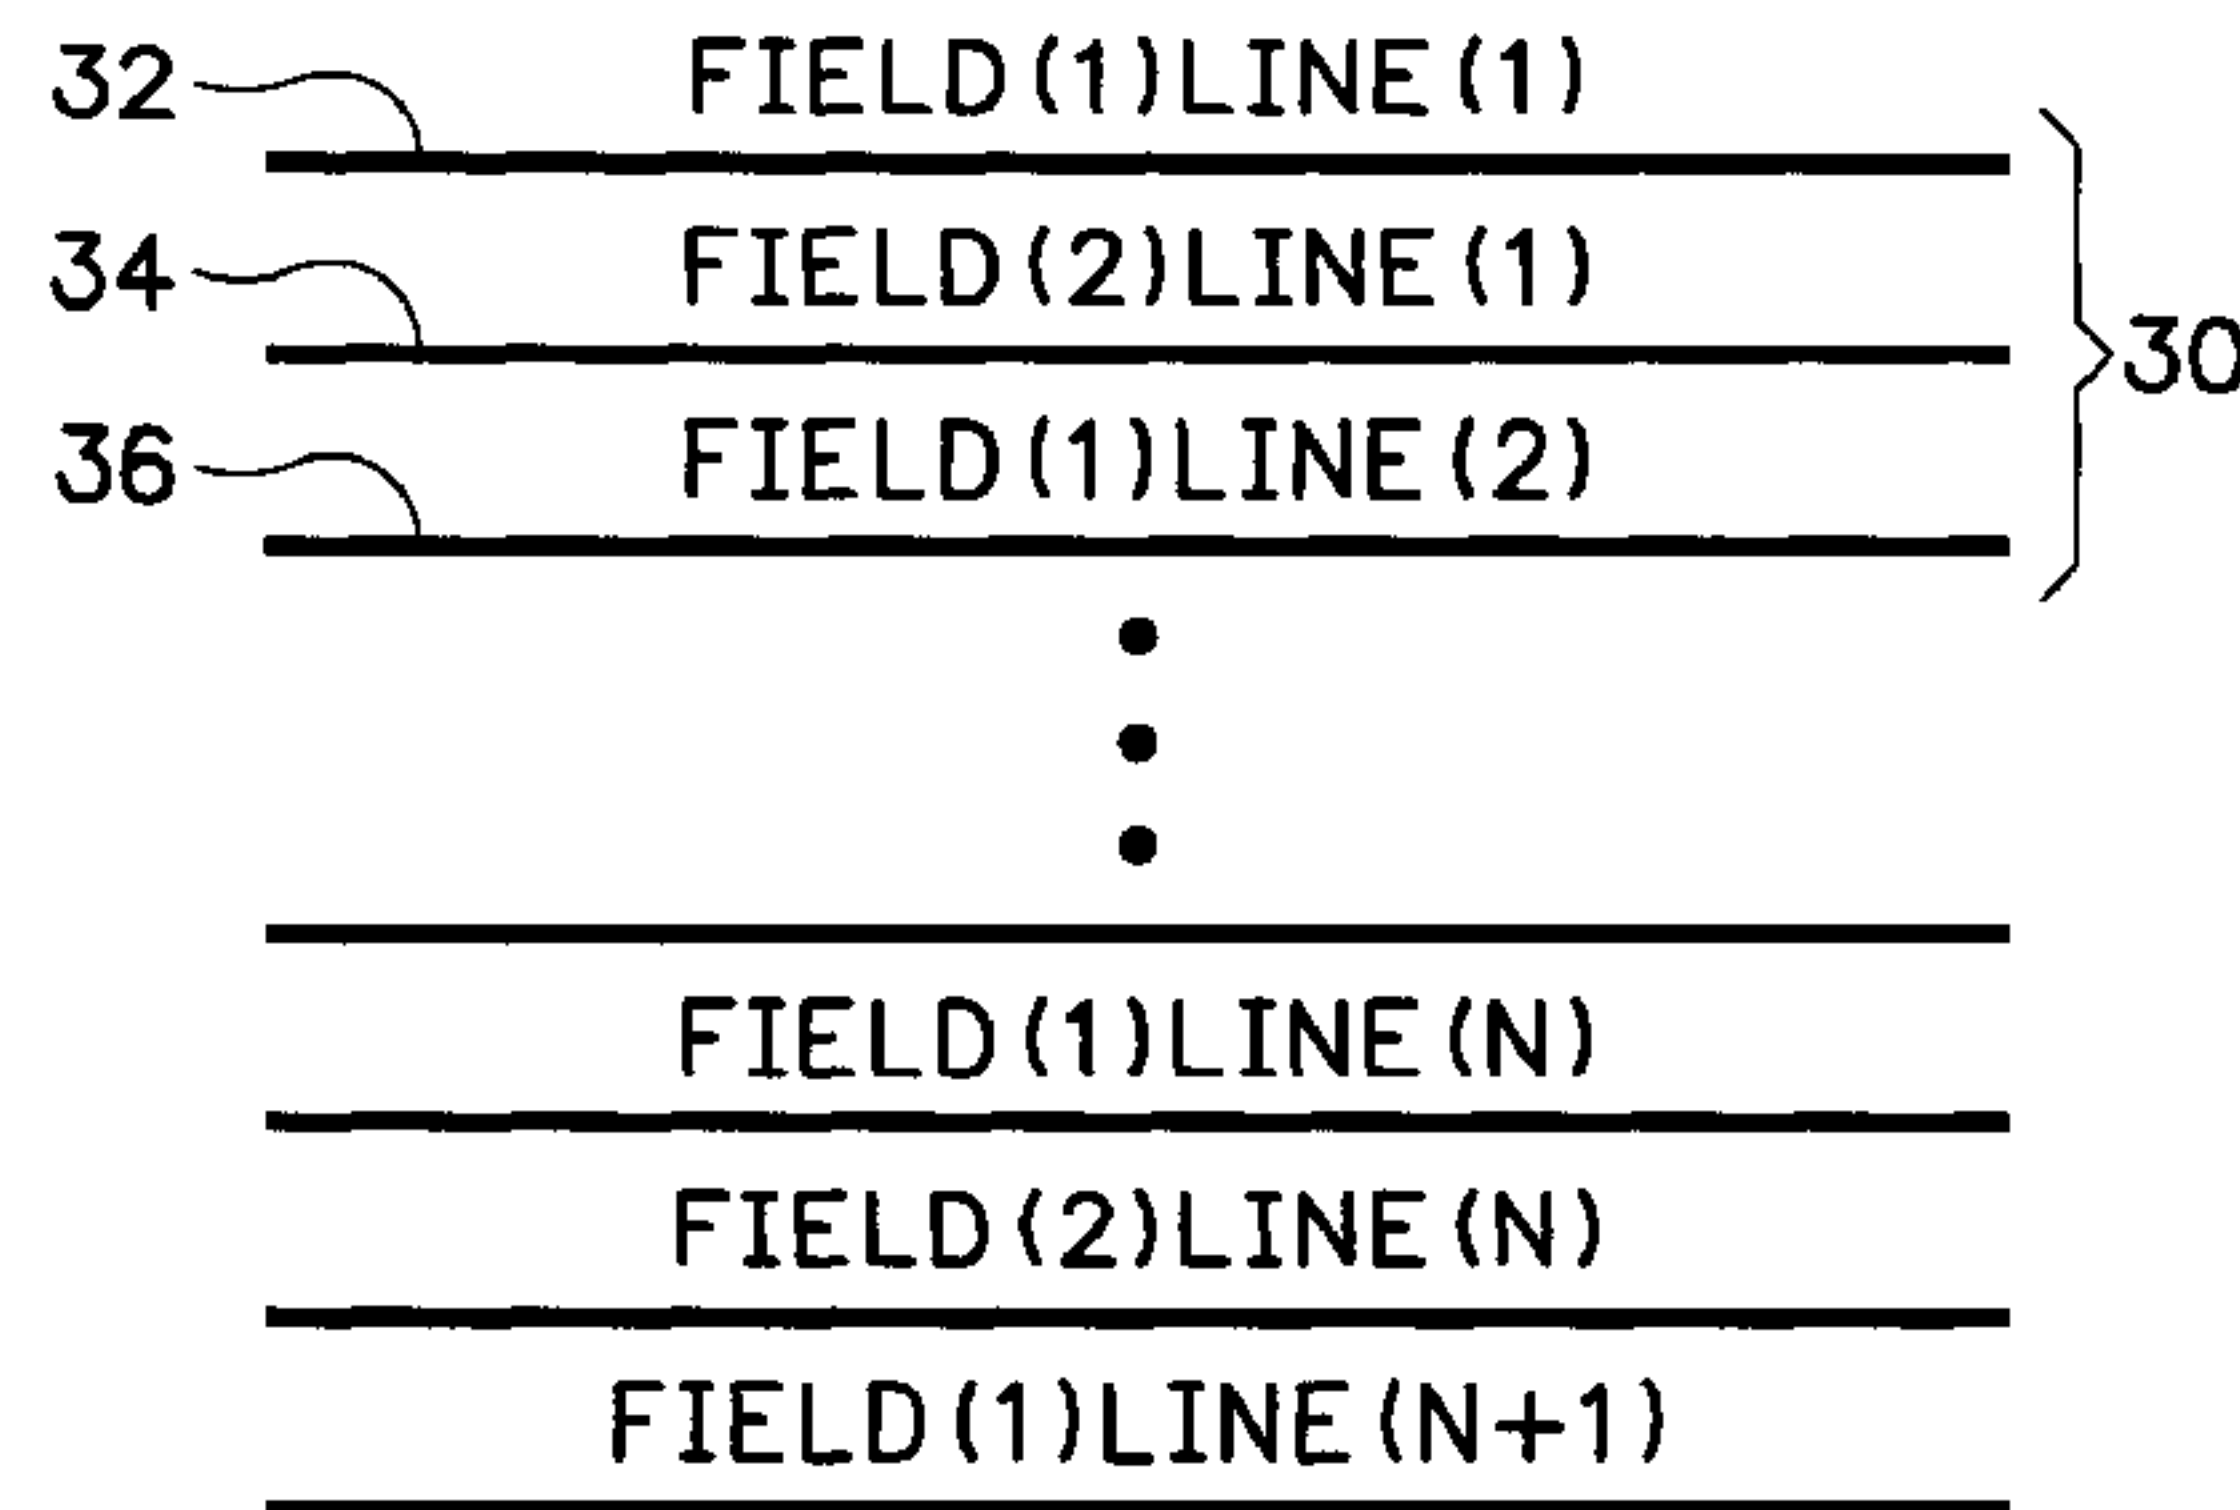 32 FIELD(1)LINE(1)
34 FIELD(2)LINE(1)
30
36 FIELD(1)LINE(2)
FIELD(1)LINE(N)
FIELD(2)LINE(N)
FIELD(1)LINE(N+1)